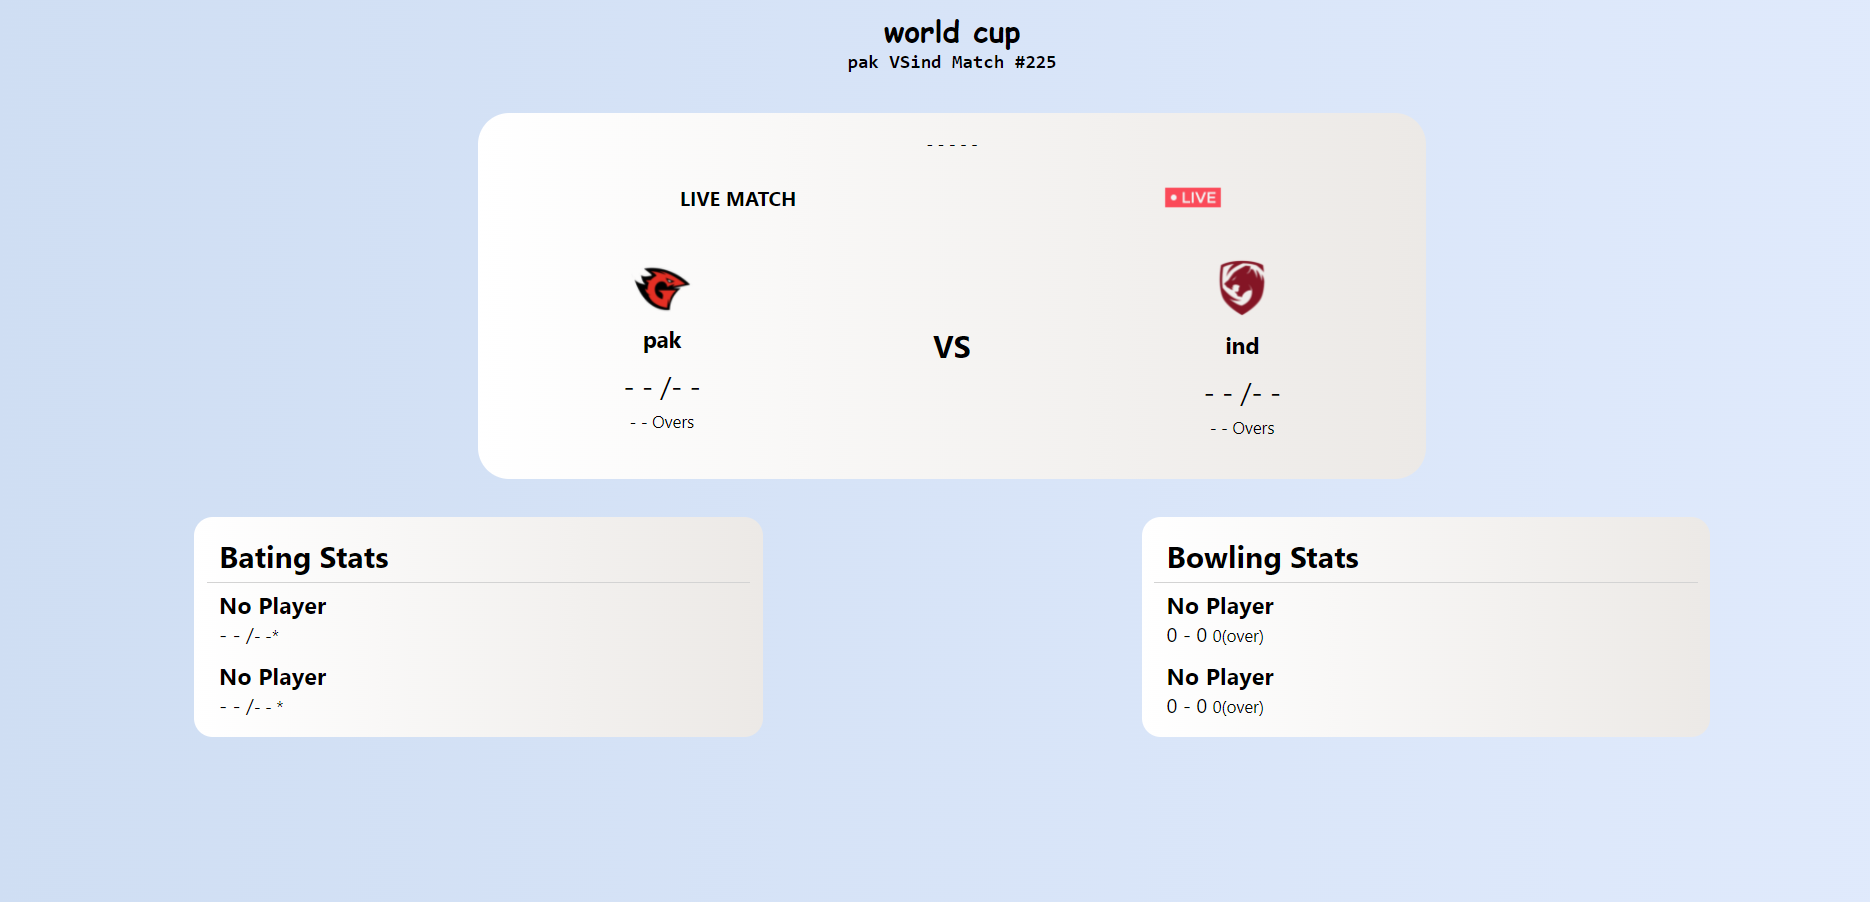 world cup
pak VSind Match #225
- - - - -
LIVE MATCH
LIVE
G
pak
VS
ind
- - /- -
- - /- -
- - Overs
- - Overs
Bating Stats
No Player
- - /- -*
No Player
- - /- - *
Bowling Stats
No Player
0 - 0 0(over)
No Player
0 - 0 0(over)